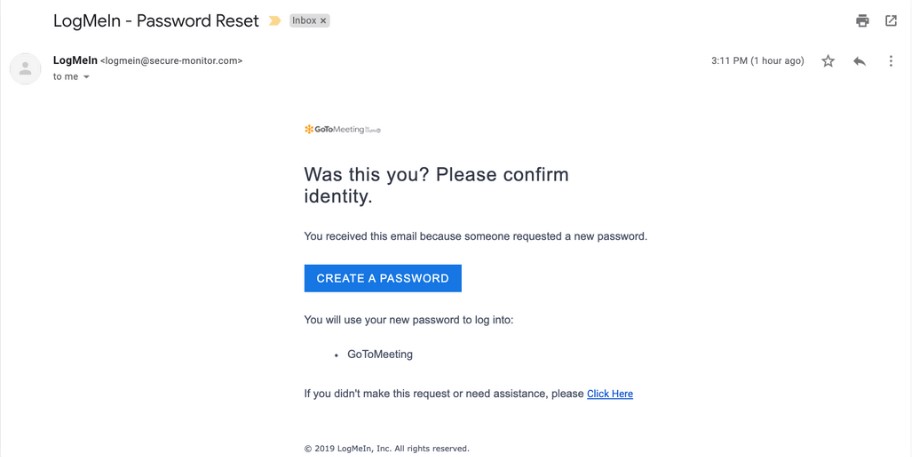 LogMeIn - Password Reset Inbox ×
LogMeIn <logmein@secure-monitor.com> 3:11 PM (1 hour ago)
to me
GoToMeeting
Was this you? Please confirm
identity.
You received this email because someone requested a new password.
CREATE A PASSWORD
You will use your new password to log into:
• GoToMeeting
If you didn't make this request or need assistance, please Click Here
© 2019 LogMeIn, Inc. All rights reserved.